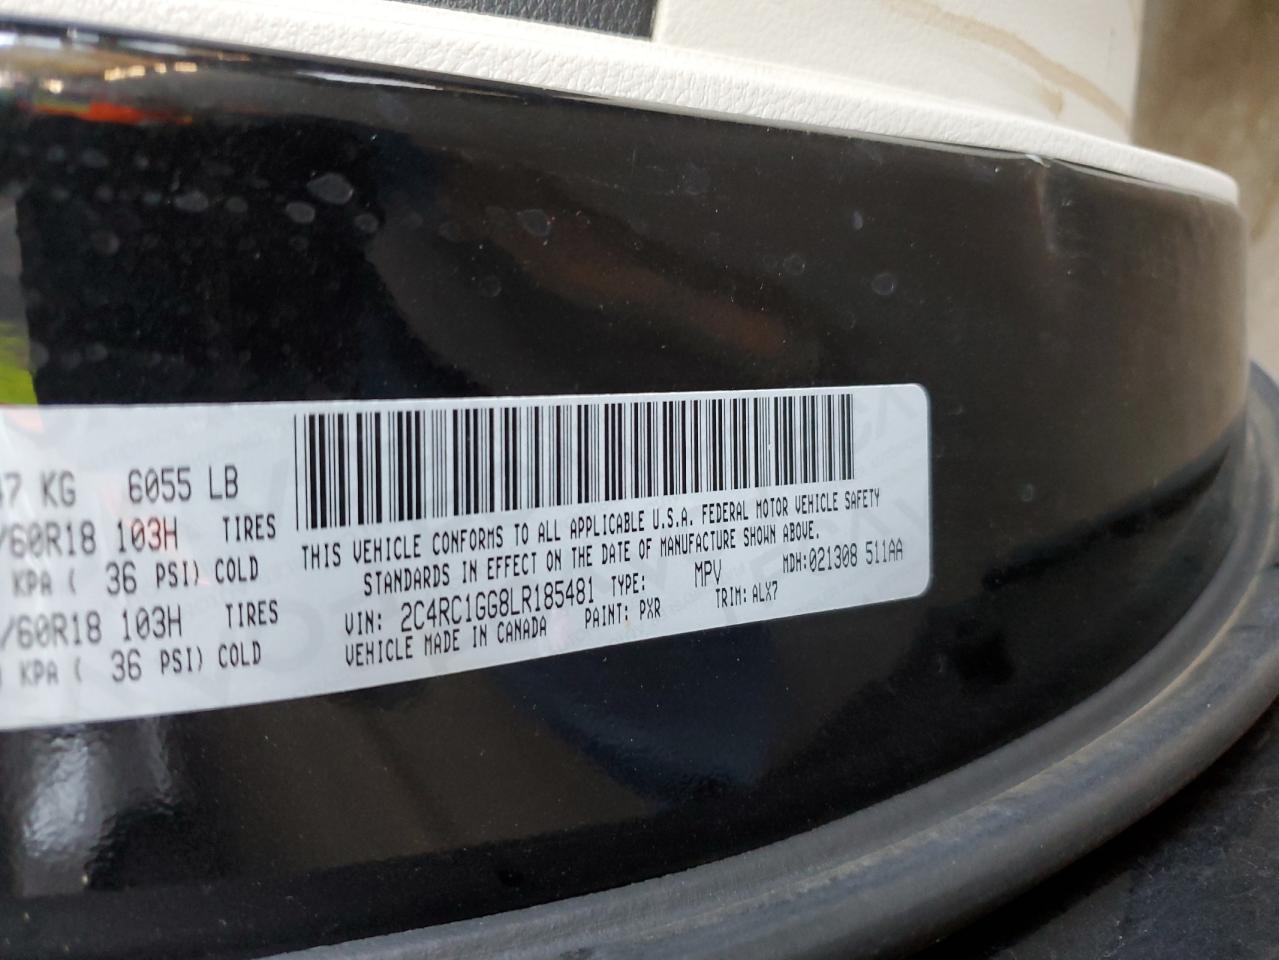 47 KG 6055 LB
/60R18 103H TIRES
KPA ( 36 PSI) COLD
/60R18 103H TIRES
KPA ( 36 PSI) COLD
THIS VEHICLE CONFORMS TO ALL APPLICABLE U.S.A. FEDERAL MOTOR VEHICLE SAFETY
STANDARDS IN EFFECT ON THE DATE OF MANUFACTURE SHOWN ABOVE.
VIN: 2C4RC1GG8LR185481 TYPE: MPV MDH:021308 511AA
VEHICLE MADE IN CANADA PAINT: PXR TRIM: ALX7